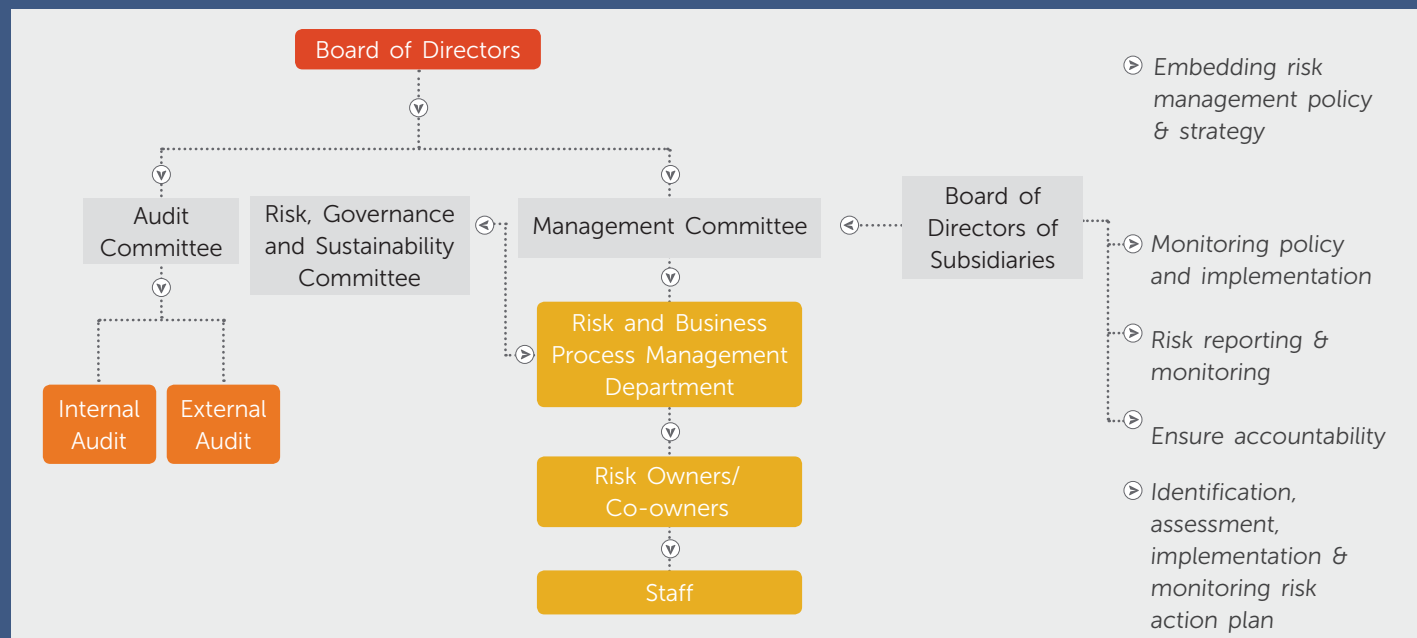 Board of Directors
Audit
Committee
Risk, Governance
and Sustainability
Committee
Management Committee
Board of
Directors of
Subsidiaries
Internal
Audit
External
Audit
Risk and Business
Process Management
Department
Risk Owners/
Co-owners
Staff
Embedding risk
management policy
& strategy
Monitoring policy
and implementation
Risk reporting &
monitoring
Ensure accountability
Identification,
assessment,
implementation &
monitoring risk
action plan